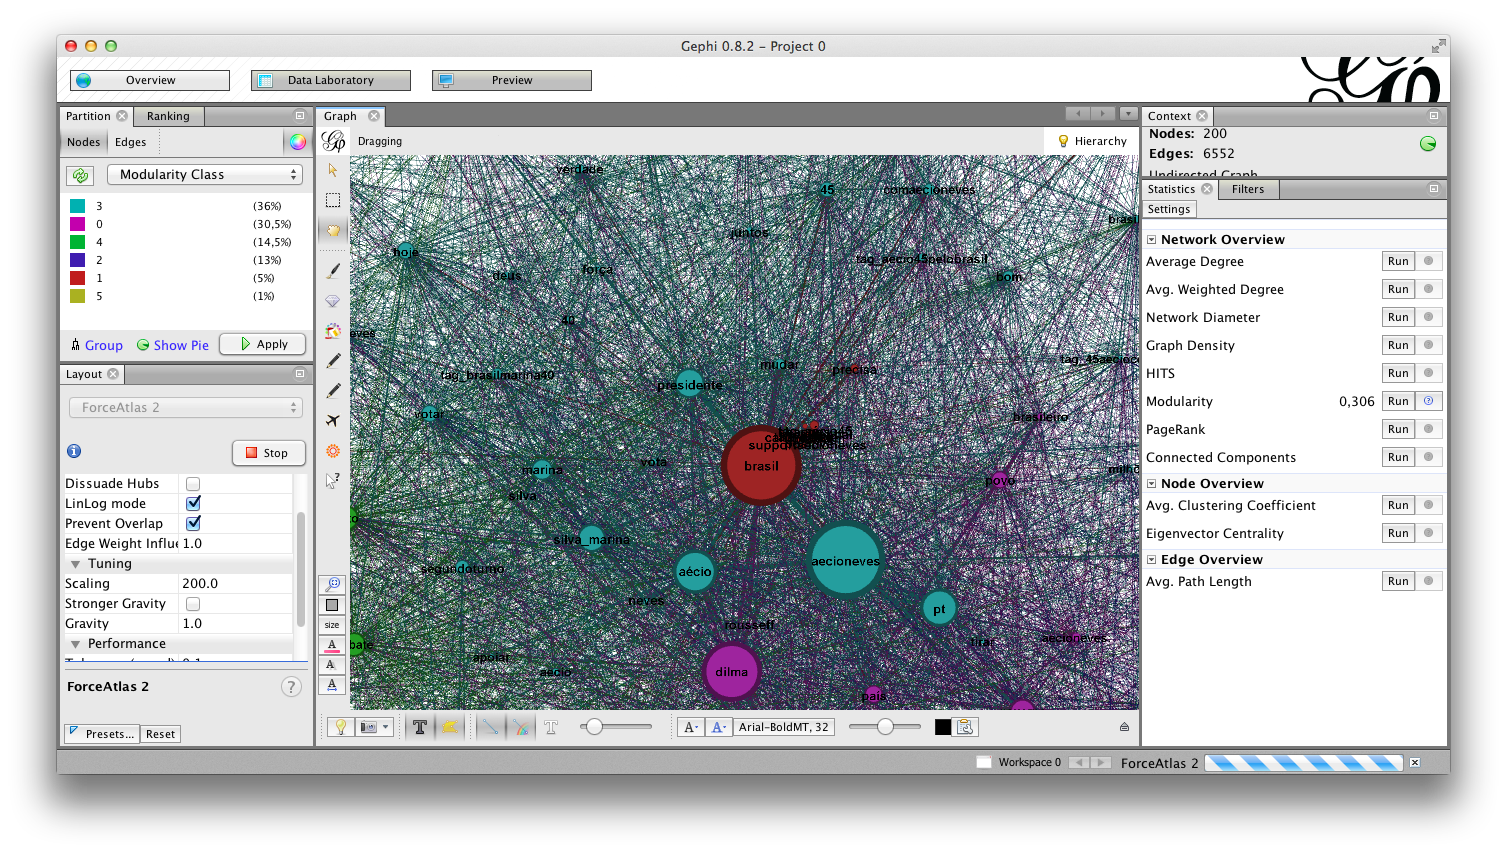 Gephi 0.8.2 – Project 0
Overview
Data Laboratory
Preview
Partition
Ranking
Nodes
Edges
Modularity Class
3 (36%)
0 (30,5%)
4 (14,5%)
2 (13%)
1 (5%)
5 (1%)
Group
Show Pie
Apply
Layout
ForceAtlas 2
Stop
Dissuade Hubs
LinLog mode
Prevent Overlap
Edge Weight Influe 1.0
Tuning
Scaling 200.0
Stronger Gravity
Gravity 1.0
Performance
ForceAtlas 2
Presets...
Reset
Graph
Dragging
Hierarchy
verdade
45
comaecioneves
brasil
juntos
hoje
tag_aecio45pelobrasil
deus
força
bom
40
eves
mudar
precisa
tag_45aecio
presidente
tag_brasilmarina40
votar
brasileiro
brasil
vota
marina
povo
silva
silva_marina
aecioneves
segundoturno
aécio
neves
pt
rousseff
tirar
aecioneves
apoiar
aecio
dilma
pais
size
Arial-BoldMT, 32
Context
Nodes: 200
Edges: 6552
Undirected Graph
Statistics
Filters
Settings
Network Overview
Average Degree Run
Avg. Weighted Degree Run
Network Diameter Run
Graph Density Run
HITS Run
Modularity 0,306 Run
PageRank Run
Connected Components Run
Node Overview
Avg. Clustering Coefficient Run
Eigenvector Centrality Run
Edge Overview
Avg. Path Length Run
Workspace 0
ForceAtlas 2